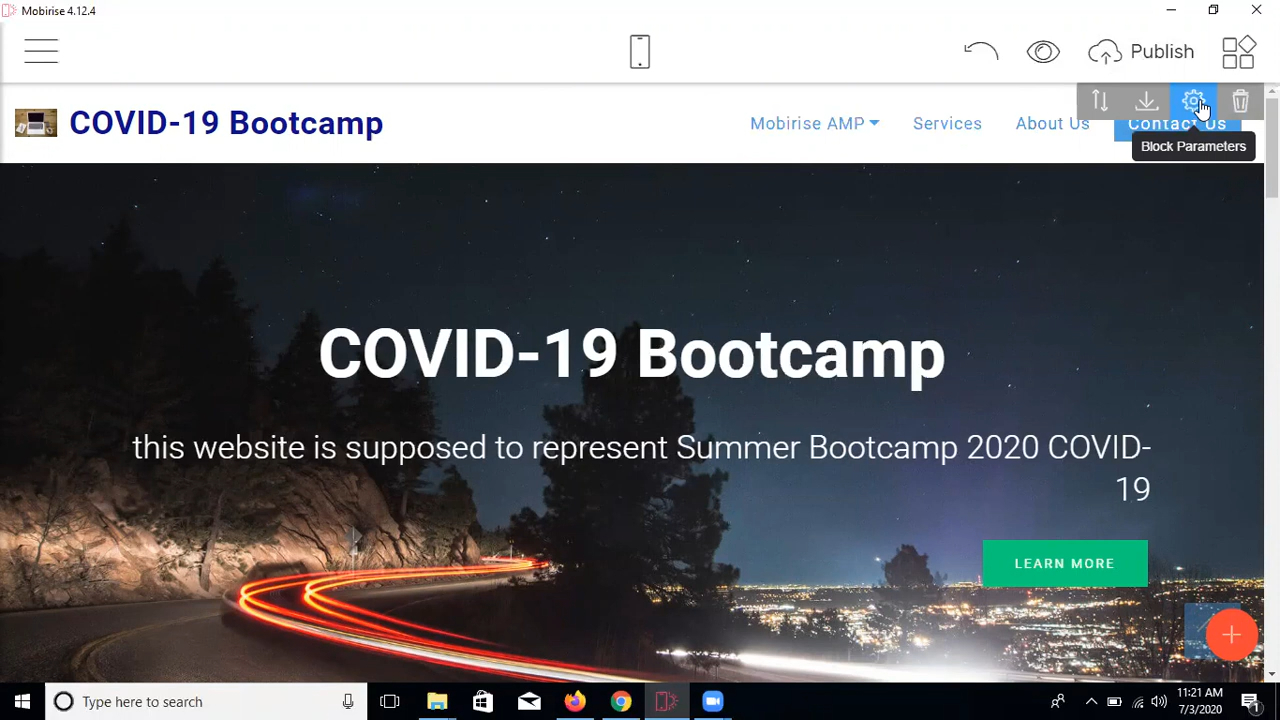 Mobirise 4.12.4
Publish
COVID-19 Bootcamp
Mobirise AMP
Services
About Us
Contact Us
Block Parameters
COVID-19 Bootcamp
this website is supposed to represent Summer Bootcamp 2020 COVID-
19
LEARN MORE
Type here to search
11:21 AM
7/3/2020
1